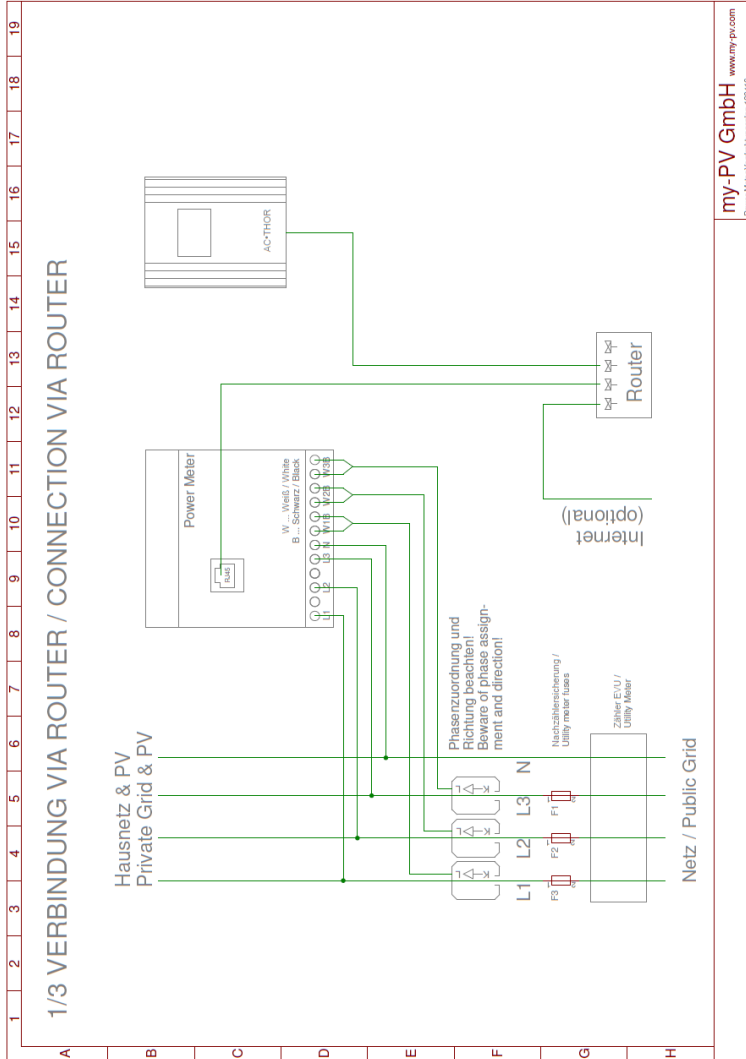 1 2 3 4 5 6 7 8 9 10 11 12 13 14 15 16 17 18 19
A
B
C
D
E
F
G
H
1/3 VERBINDUNG VIA ROUTER / CONNECTION VIA ROUTER
Hausnetz & PV
Private Grid & PV
Power Meter
RJ45
W ... Weiß / White
B ... Schwarz / Black
L1 L2 L3 N W1B W2B W3B
AC•THOR
Phasenzuordnung und
Richtung beachten!
Beware of phase assign-
ment and direction!
L1 L2 L3 N
Nachzählersicherung /
Utility meter fuses
F3 F2 F1
Zähler EVU /
Utility Meter
Netz / Public Grid
Internet
(optional)
Router
my-PV GmbH www.my-pv.com